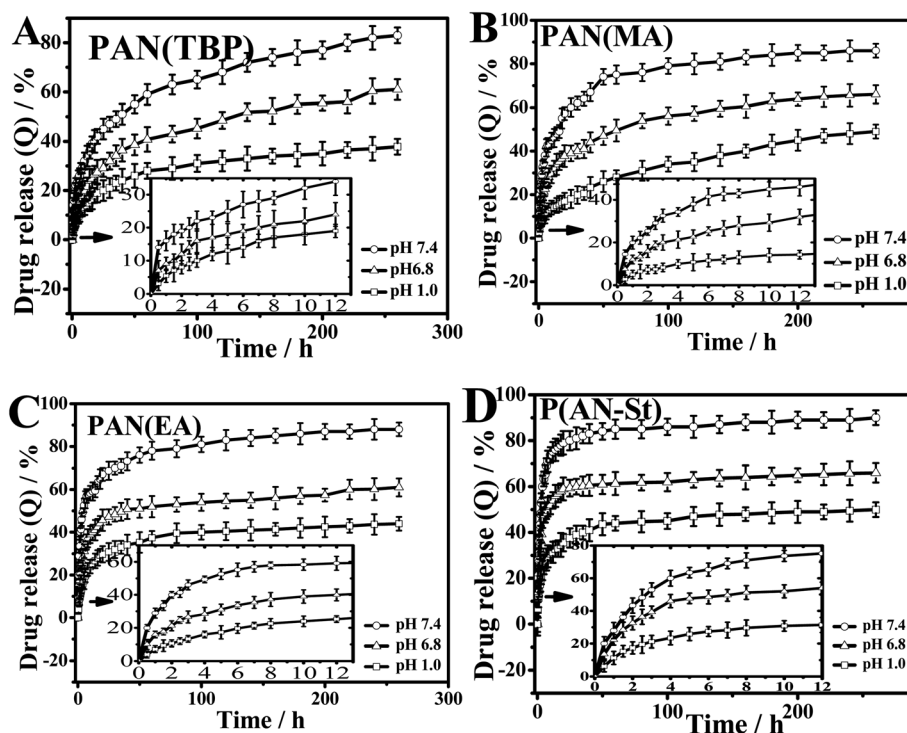 A
PAN(TBP)
Drug release (Q) / %
80
60
40
20
0
-20
30
15
0
0 2 4 6 8 10 12
pH 7.4
pH6.8
pH 1.0
0 100 200 300
Time / h
B
PAN(MA)
Drug release (Q) / %
100
80
60
40
20
0
-20
40
20
0
0 2 4 6 8 10 12
pH 7.4
pH 6.8
pH 1.0
0 100 200
Time / h
C
PAN(EA)
Drug release (Q) / %
100
80
60
40
20
0
-20
60
40
20
0
0 2 4 6 8 10 12
pH 7.4
pH 6.8
pH 1.0
0 100 200 300
Time / h
D
P(AN-St)
Drug release (Q) / %
100
80
60
40
20
0
-20
80
60
40
20
0
0 2 4 6 8 10 12
pH 7.4
pH 6.8
pH 1.0
0 100 200
Time / h